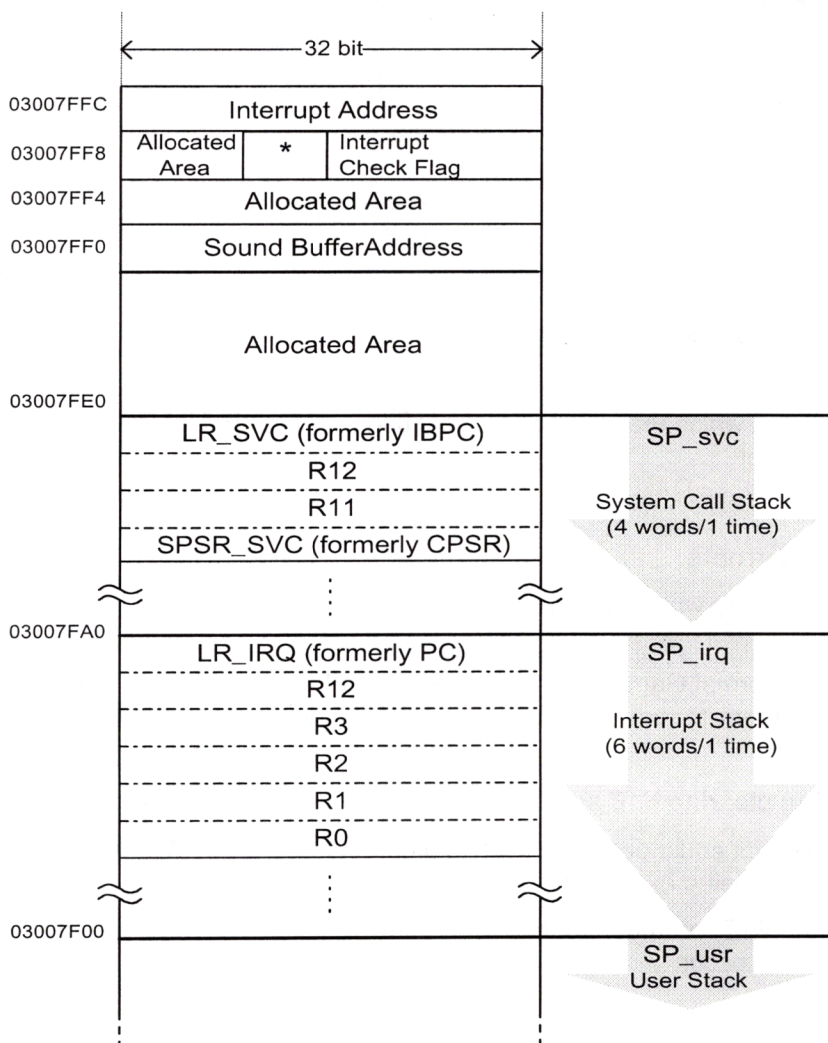 32 bit
03007FFC
Interrupt Address
03007FF8
Allocated
Area
*
Interrupt
Check Flag
03007FF4
Allocated Area
03007FF0
Sound BufferAddress
Allocated Area
03007FE0
LR_SVC (formerly IBPC)
R12
R11
SPSR_SVC (formerly CPSR)
SP_svc
System Call Stack
(4 words/1 time)
03007FA0
LR_IRQ (formerly PC)
R12
R3
R2
R1
R0
SP_irq
Interrupt Stack
(6 words/1 time)
03007F00
SP_usr
User Stack